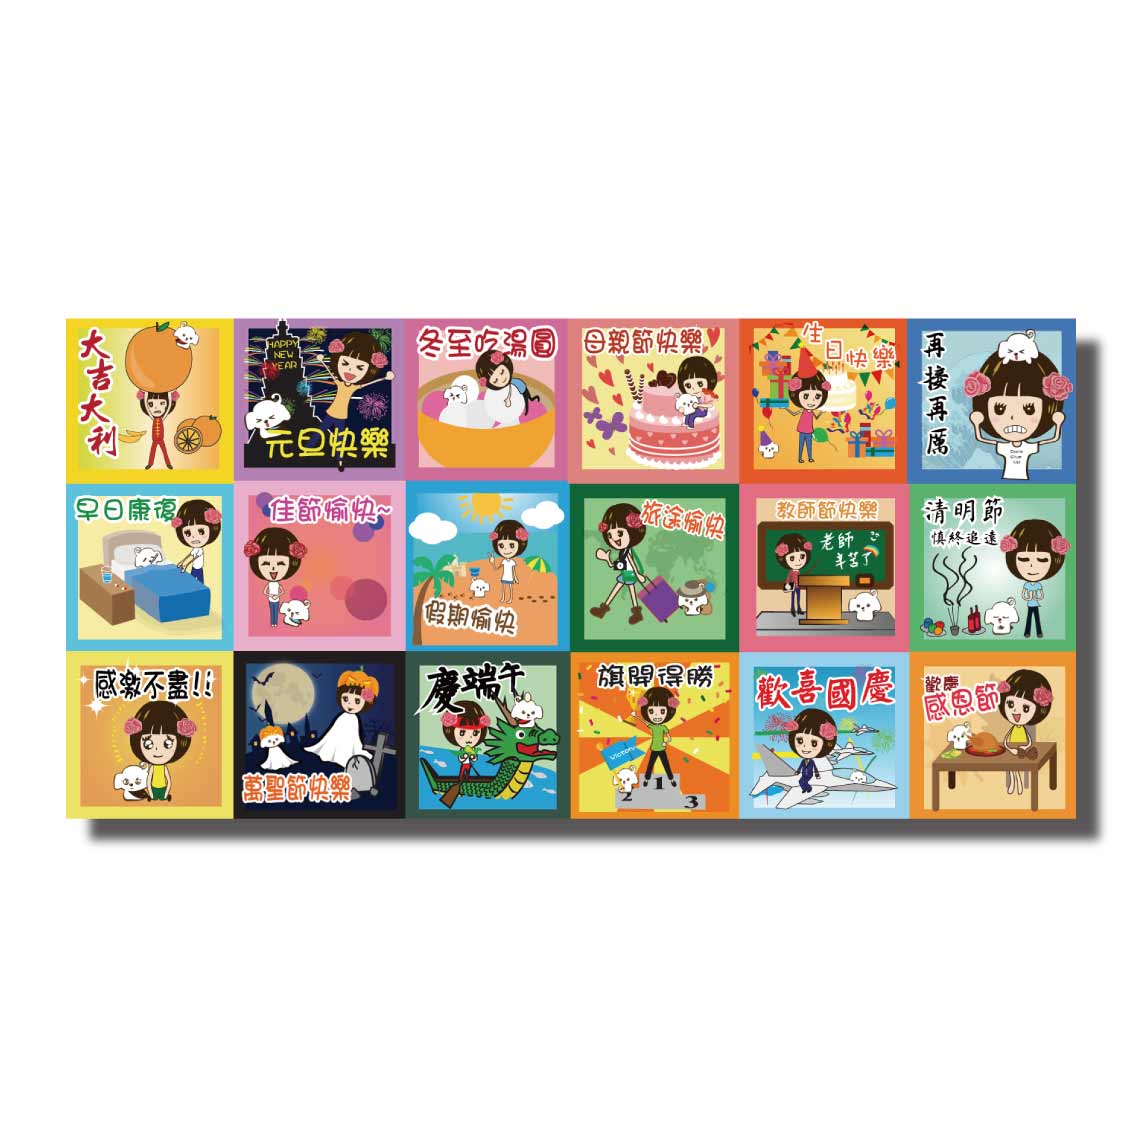 大吉大利
HAPPY
NEW
YEAR
元旦快樂
冬至吃湯圓
母親節快樂
生日快樂
再接再厲
早日康復
佳節愉快~
假期愉快
旅途愉快
教師節快樂
老師
辛苦了
清明節
慎終追遠
感激不盡!!
萬聖節快樂
慶端午
旗開得勝
Victory
1
2
3
歡喜國慶
歡慶
感恩節